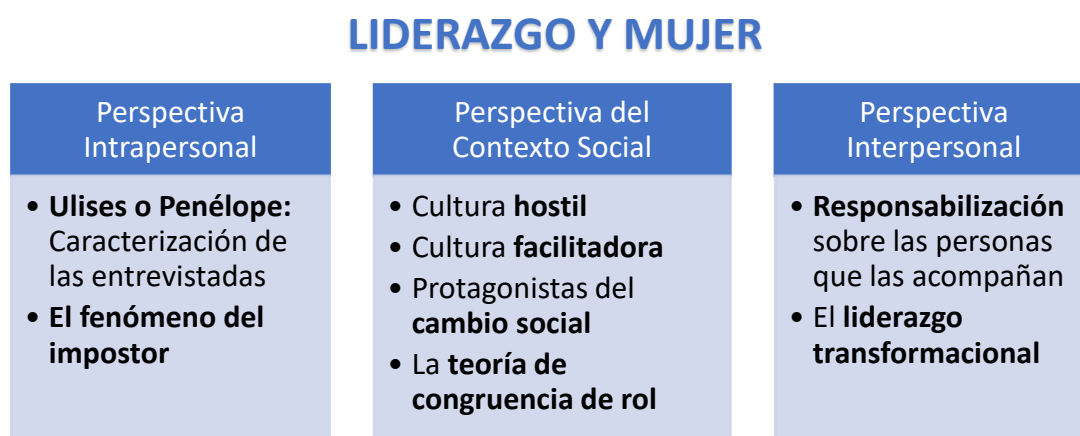 LIDERAZGO Y MUJER
Perspectiva
Intrapersonal
• Ulises o Penélope:
Caracterización de
las entrevistadas
• El fenómeno del
impostor
Perspectiva del
Contexto Social
• Cultura hostil
• Cultura facilitadora
• Protagonistas del
cambio social
• La teoría de
congruencia de rol
Perspectiva
Interpersonal
• Responsabilización
sobre las personas
que las acompañan
• El liderazgo
transformacional